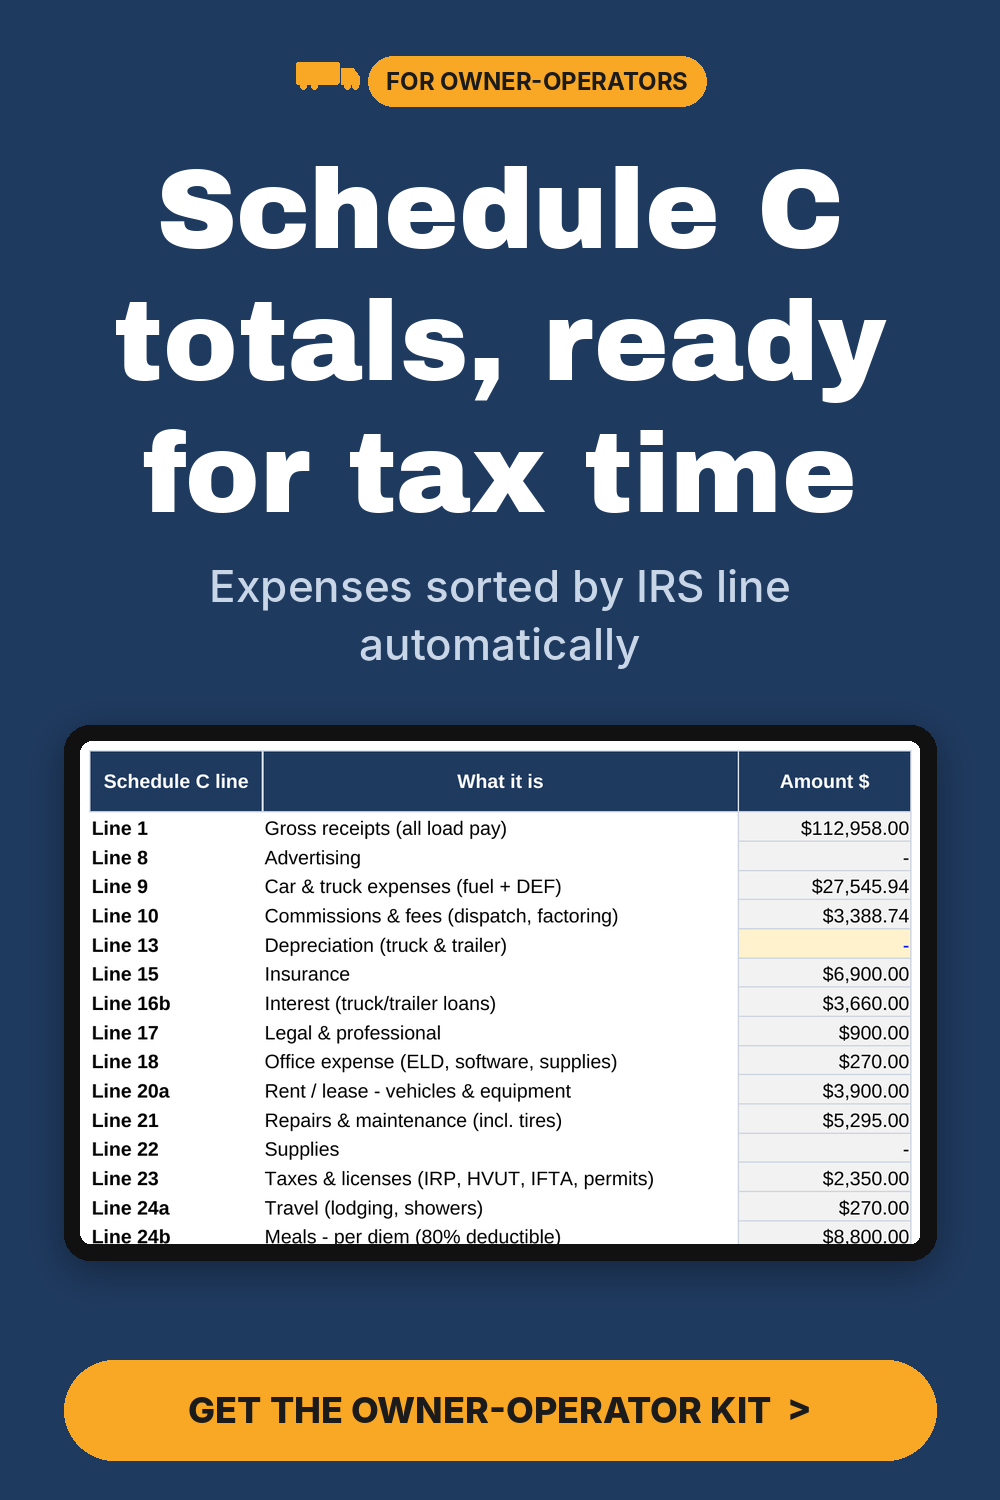 FOR OWNER-OPERATORS
Schedule C
totals, ready
for tax time
Expenses sorted by IRS line
automatically
Schedule C line What it is Amount $
Line 1 Gross receipts (all load pay) $112,958.00
Line 8 Advertising -
Line 9 Car & truck expenses (fuel + DEF) $27,545.94
Line 10 Commissions & fees (dispatch, factoring) $3,388.74
Line 13 Depreciation (truck & trailer) -
Line 15 Insurance $6,900.00
Line 16b Interest (truck/trailer loans) $3,660.00
Line 17 Legal & professional $900.00
Line 18 Office expense (ELD, software, supplies) $270.00
Line 20a Rent / lease - vehicles & equipment $3,900.00
Line 21 Repairs & maintenance (incl. tires) $5,295.00
Line 22 Supplies -
Line 23 Taxes & licenses (IRP, HVUT, IFTA, permits) $2,350.00
Line 24a Travel (lodging, showers) $270.00
Line 24b Meals - per diem (80% deductible) $8,800.00
GET THE OWNER-OPERATOR KIT >